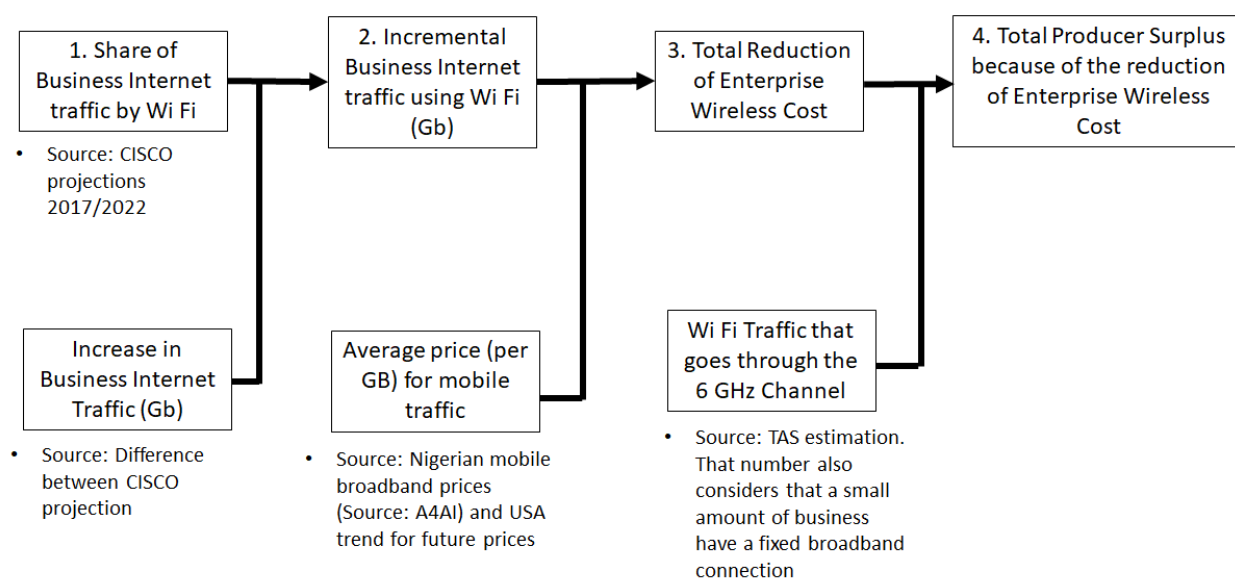 1. Share of
Business Internet
traffic by Wi Fi
• Source: CISCO
projections
2017/2022
2. Incremental
Business Internet
traffic using Wi Fi
(Gb)
3. Total Reduction
of Enterprise
Wireless Cost
4. Total Producer Surplus
because of the reduction
of Enterprise Wireless
Cost
Increase in
Business Internet
Traffic (Gb)
• Source: Difference
between CISCO
projection
Average price (per
GB) for mobile
traffic
• Source: Nigerian mobile
broadband prices
(Source: A4AI) and USA
trend for future prices
Wi Fi Traffic that
goes through the
6 GHz Channel
• Source: TAS estimation.
That number also
considers that a small
amount of business
have a fixed broadband
connection